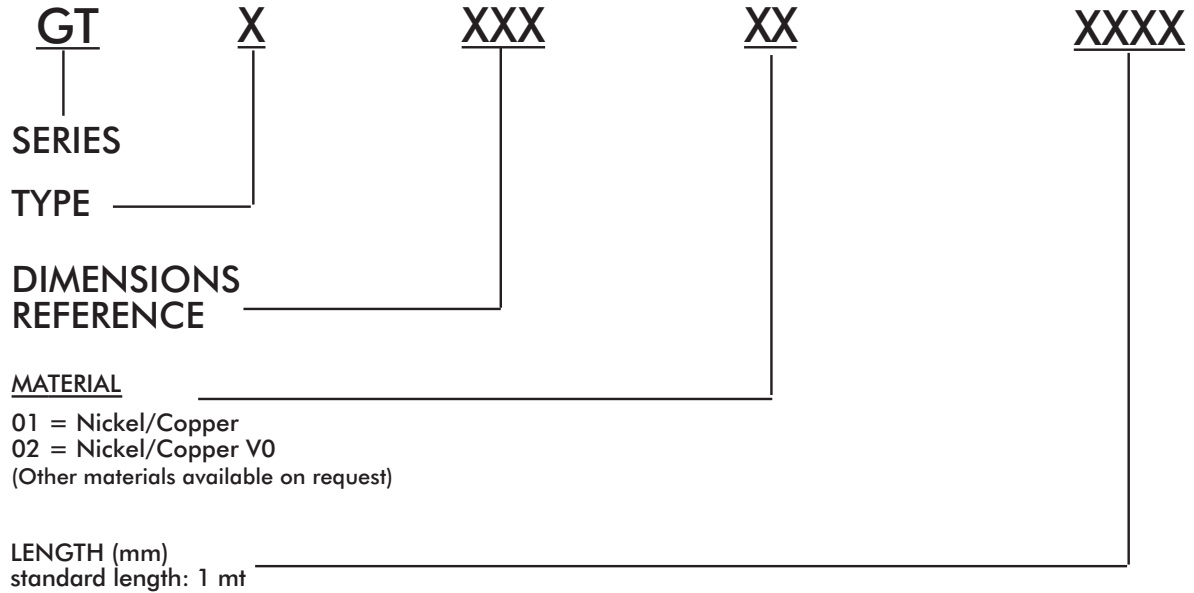 GT X XXX XX XXXX
SERIES
TYPE
DIMENSIONS
REFERENCE
MATERIAL
01 = Nickel/Copper
02 = Nickel/Copper V0
(Other materials available on request)
LENGTH (mm)
standard length: 1 mt